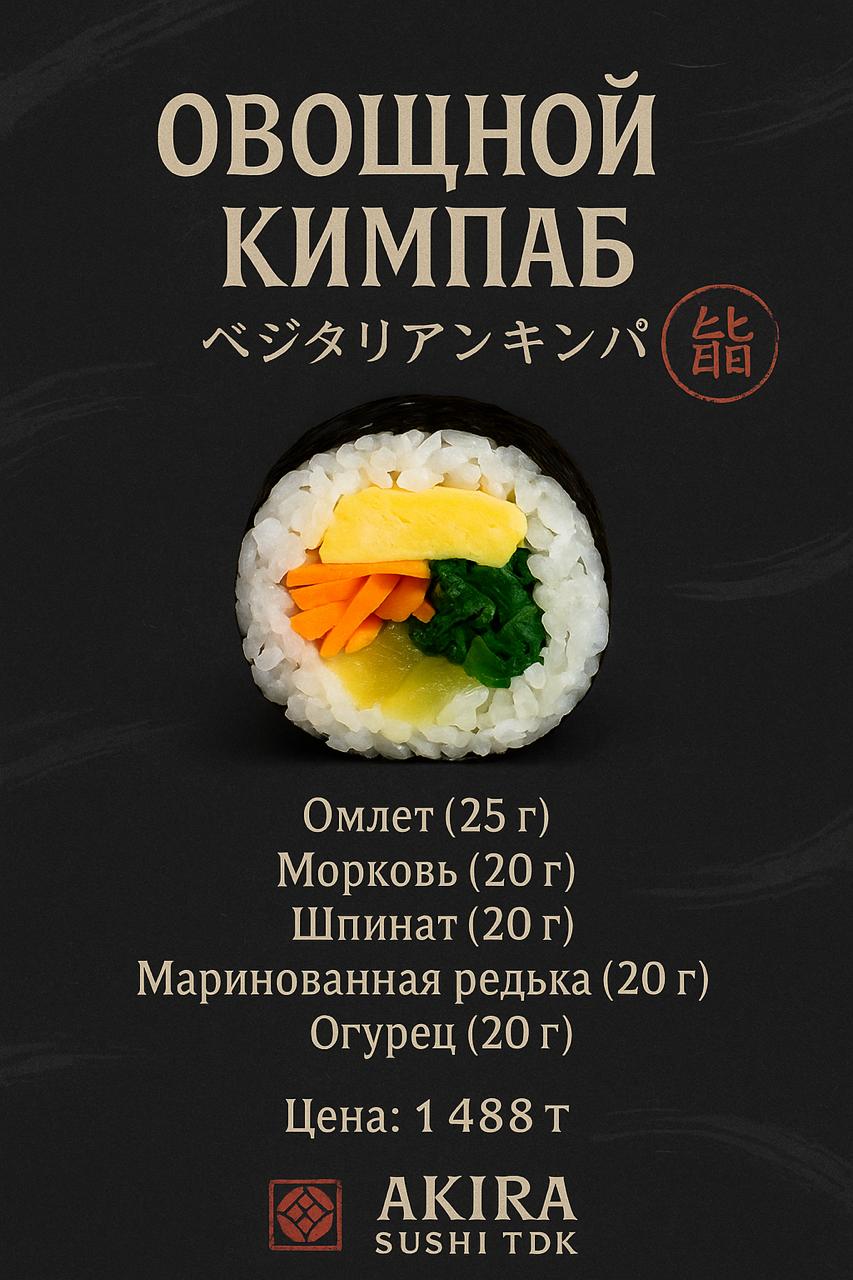 ОВОЩНОЙ
КИМПАБ
ベジタリアンキンパ
Омлет (25 г)
Морковь (20 г)
Шпинат (20 г)
Маринованная редька (20 г)
Огурец (20 г)
Цена: 1 488 т
AKIRA
SUSHI TDK